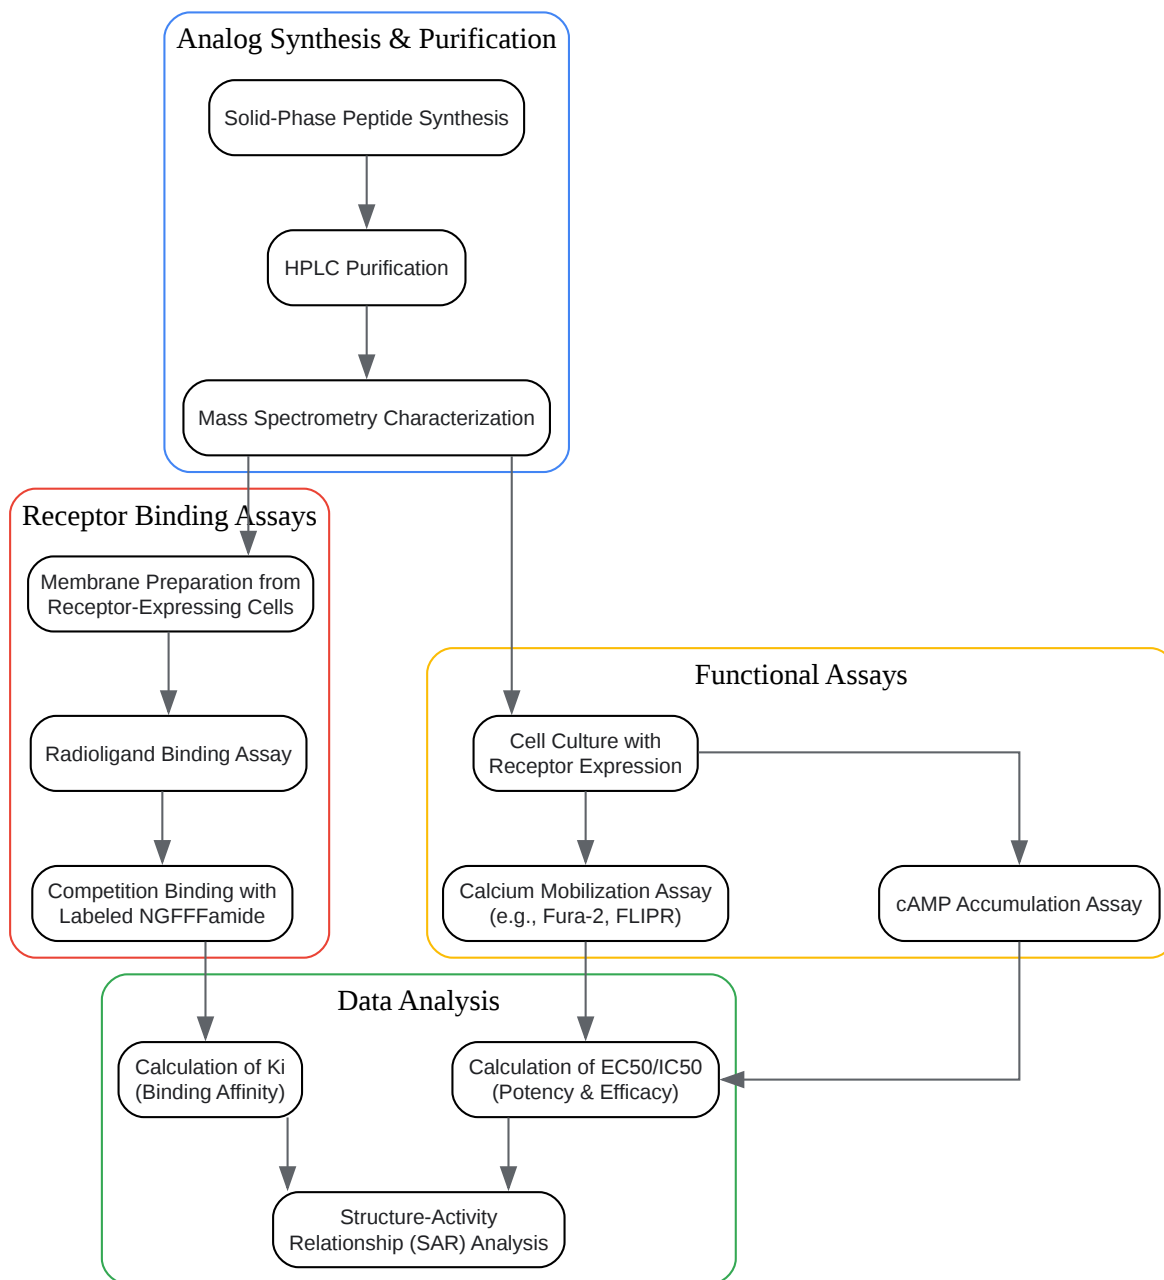 Analog Synthesis & Purification
Solid-Phase Peptide Synthesis
HPLC Purification
Mass Spectrometry Characterization
Receptor Binding Assays
Membrane Preparation from
Receptor-Expressing Cells
Radioligand Binding Assay
Competition Binding with
Labeled NGFFFamide
Functional Assays
Cell Culture with
Receptor Expression
Calcium Mobilization Assay
(e.g., Fura-2, FLIPR)
cAMP Accumulation Assay
Data Analysis
Calculation of Ki
(Binding Affinity)
Calculation of EC50/IC50
(Potency & Efficacy)
Structure-Activity
Relationship (SAR) Analysis